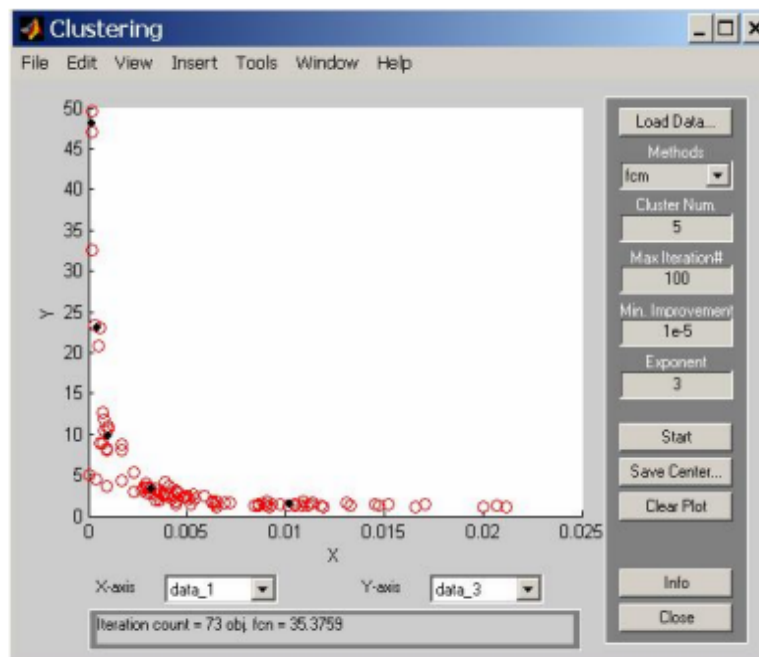 Clustering
File Edit View Insert Tools Window Help
50
45
40
35
30
25
20
15
10
5
0
Y
0 0.005 0.01 0.015 0.02 0.025
X
X-axis data_1 Y-axis data_3
Iteration count = 73 obj. fcn = 35.3759
Load Data...
Methods
fcm
Cluster Num.
5
Max Iteration#
100
Min. Improvement
1e-5
Exponent
3
Start
Save Center...
Clear Plot
Info
Close